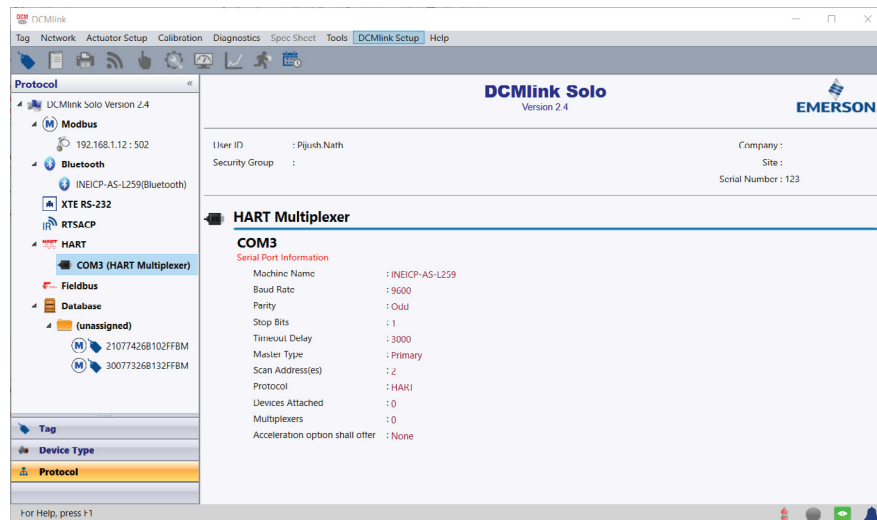 DCMlink
Tag Network Actuator Setup Calibration Diagnostics Spec Sheet Tools DCMlink Setup Help
Protocol «
DCMlink Solo Version 2.4
Modbus
192.168.1.12 : 502
Bluetooth
INEICP-AS-L259(Bluetooth)
XTE RS-232
RTSACP
HART
COM3 (HART Multiplexer)
Fieldbus
Database
(unassigned)
21077426B102FFBM
30077326B132FFBM
Tag
Device Type
Protocol
DCMlink Solo
Version 2.4
EMERSON
User ID : Pijush.Nath
Company :
Security Group :
Site :
Serial Number : 123
HART Multiplexer
COM3
Serial Port Information
Machine Name : INEICP-AS-L259
Baud Rate : 9600
Parity : Odd
Stop Bits : 1
Timeout Delay : 3000
Master Type : Primary
Scan Address(es) : 2
Protocol : HART
Devices Attached : 0
Multiplexers : 0
Acceleration option shall offer : None
For Help, press F1